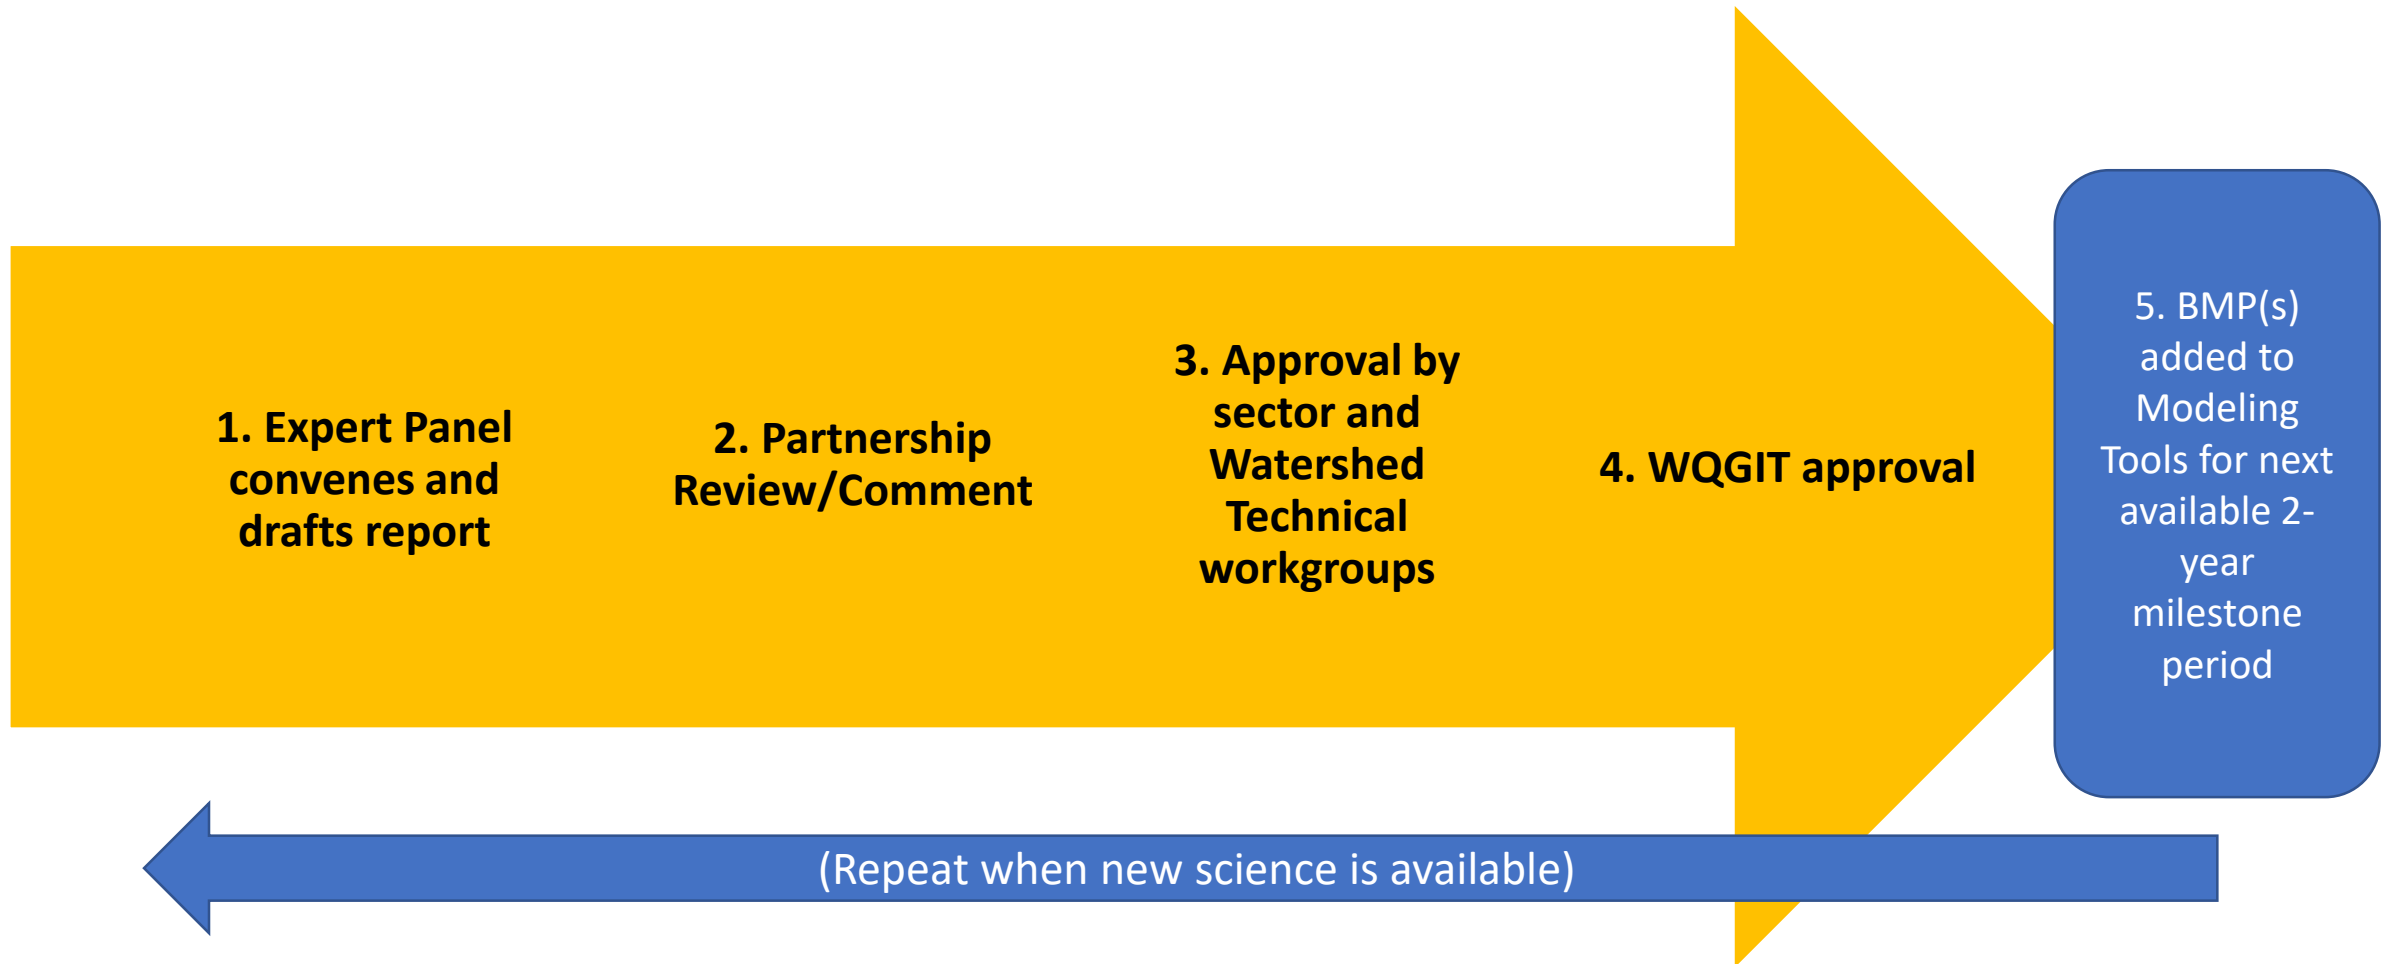 1. Expert Panel
convenes and
drafts report
2. Partnership
Review/Comment
3. Approval by
sector and
Watershed
Technical
workgroups
4. WQGIT approval
5. BMP(s)
added to
Modeling
Tools for next
available 2-
year
milestone
period
(Repeat when new science is available)